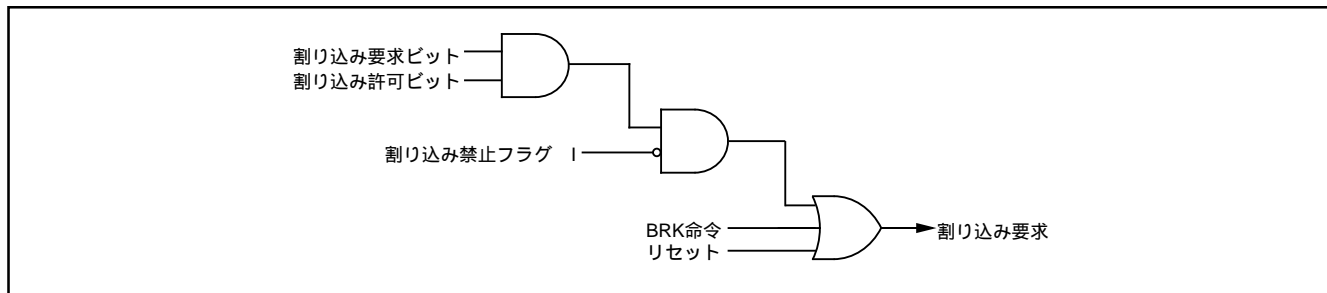 割り込み要求ビット
割り込み許可ビット
割り込み禁止フラグ I
BRK命令
リセット
割り込み要求